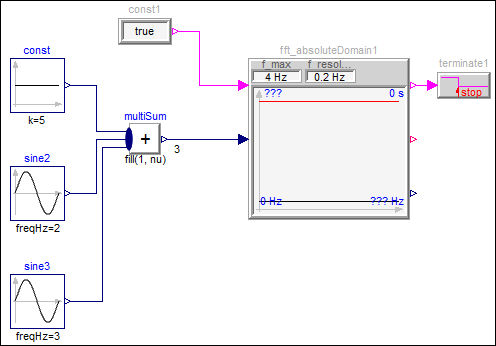 const1
true
const
k=5
fft_absoluteDomain1
f_max
f_resol...
4 Hz
0.2 Hz
???
0 s
0 Hz
??? Hz
terminate1
stop
multiSum
+
3
fill(1, nu)
sine2
freqHz=2
sine3
freqHz=3